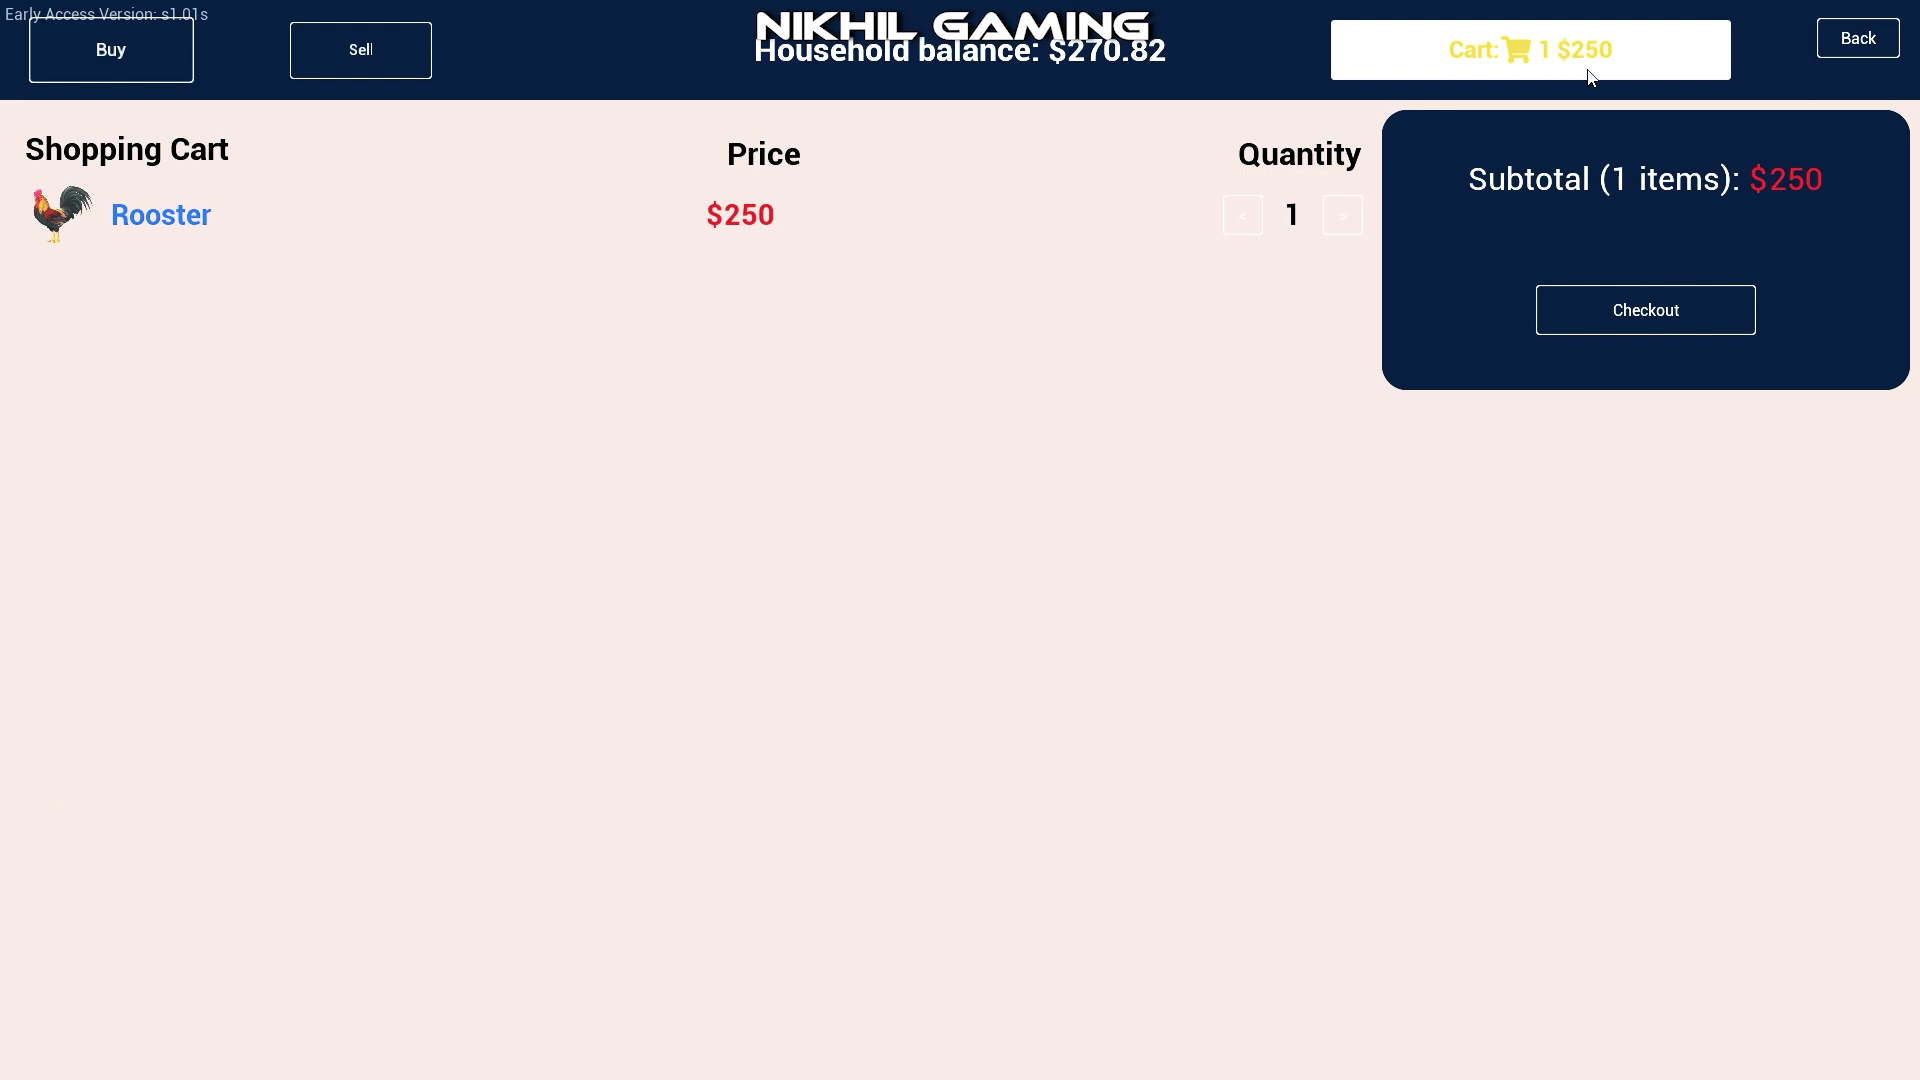 Early Access Version: s1.01s
Buy
Sell
NIKHIL GAMING
Household balance: $270.82
Cart: 1 $250
Back
Shopping Cart
Price
Quantity
Rooster
$250
<
1
>
Subtotal (1 items): $250
Checkout